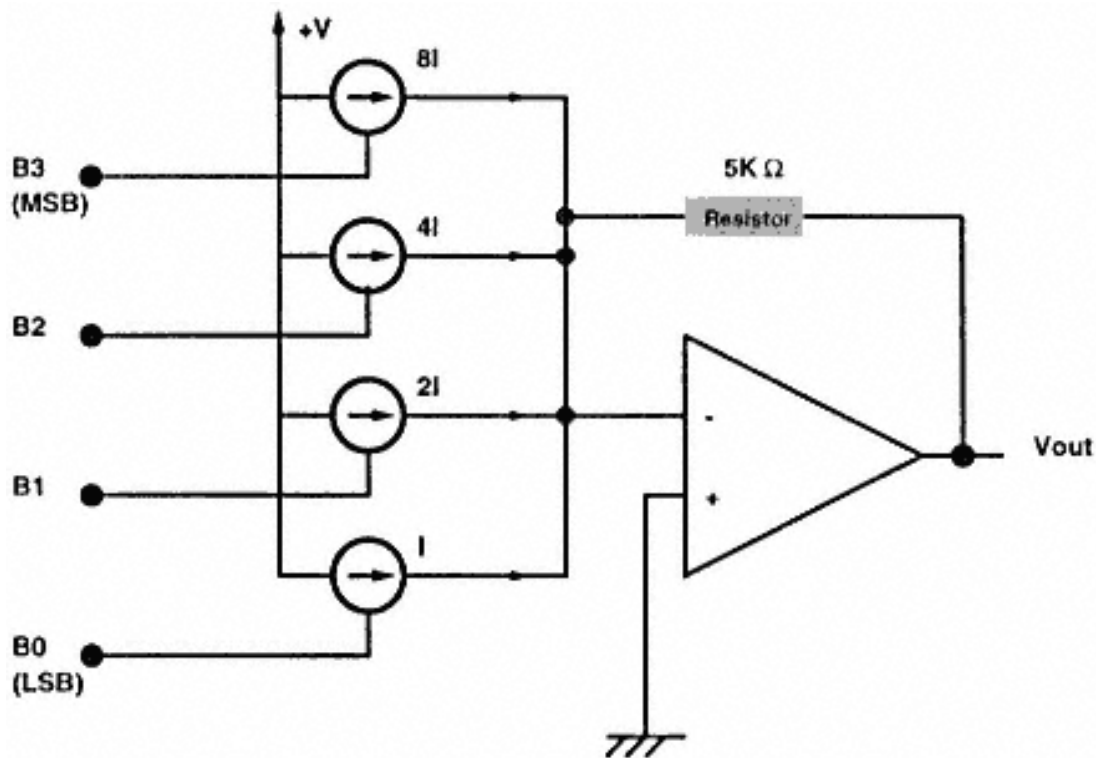 +V
8I
B3
(MSB)
5K Ω
Resistor
4I
B2
2I
-
Vout
B1
+
I
B0
(LSB)